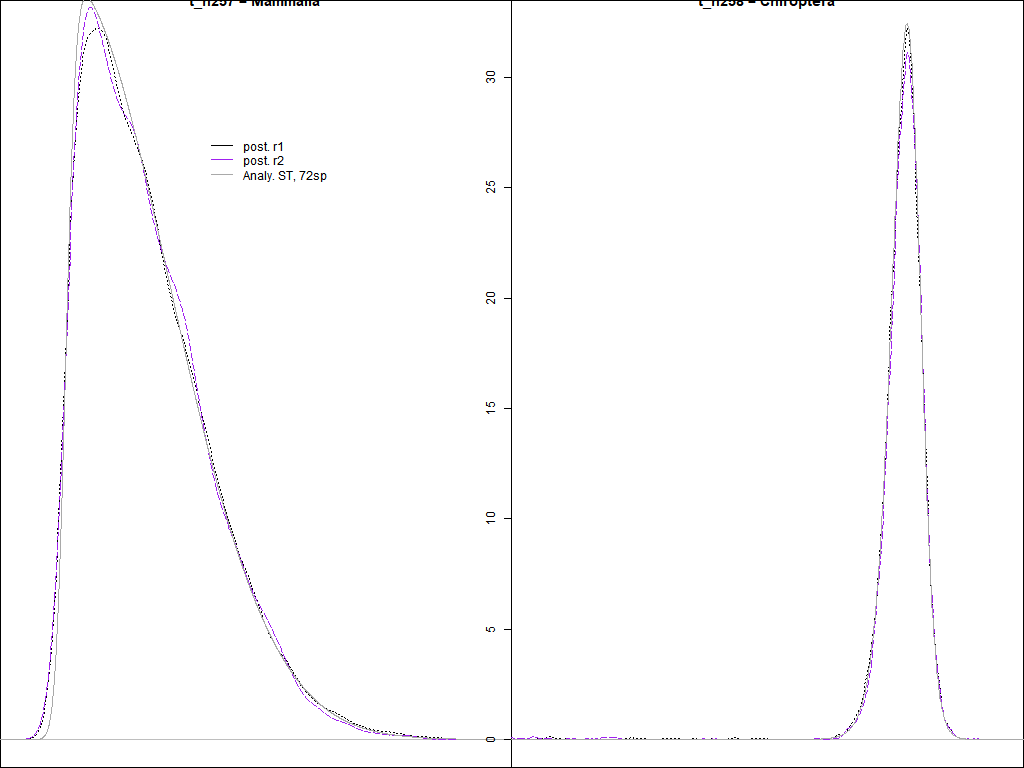 t_n257 – Mammalia
post. r1
post. r2
Analy. ST, 72sp
t_n258 – Chiroptera
30
25
20
15
10
5
0